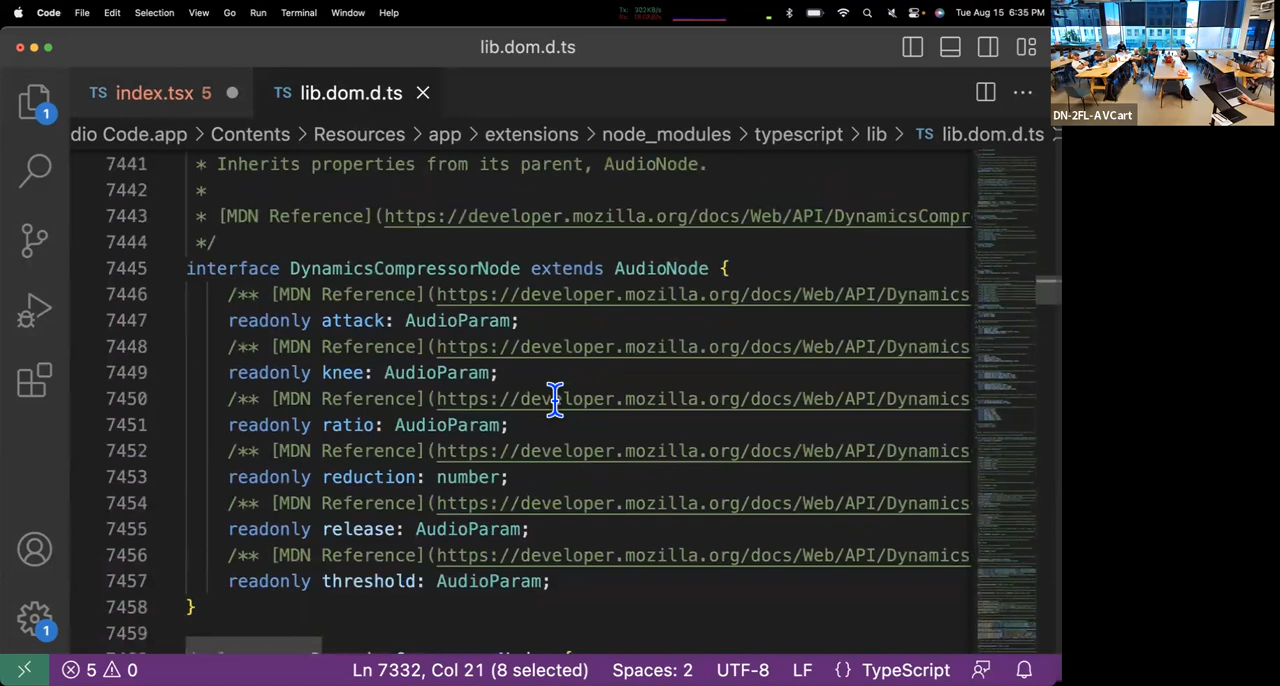 Code File Edit Selection View Go Run Terminal Window Help Tue Aug 15 6:35 PM
lib.dom.d.ts
TS index.tsx 5 TS lib.dom.d.ts
dio Code.app > Contents > Resources > app > extensions > node_modules > typescript > lib > TS lib.dom.d.ts
DN-2FL-AVCart
1
7441 * Inherits properties from its parent, AudioNode.
7442 *
7443 * [MDN Reference](https://developer.mozilla.org/docs/Web/API/DynamicsCompr
7444 */
7445 interface DynamicsCompressorNode extends AudioNode {
7446 /** [MDN Reference](https://developer.mozilla.org/docs/Web/API/Dynamics
7447 readonly attack: AudioParam;
7448 /** [MDN Reference](https://developer.mozilla.org/docs/Web/API/Dynamics
7449 readonly knee: AudioParam;
7450 /** [MDN Reference](https://developer.mozilla.org/docs/Web/API/Dynamics
7451 readonly ratio: AudioParam;
7452 /** [MDN Reference](https://developer.mozilla.org/docs/Web/API/Dynamics
7453 readonly reduction: number;
7454 /** [MDN Reference](https://developer.mozilla.org/docs/Web/API/Dynamics
7455 readonly release: AudioParam;
7456 /** [MDN Reference](https://developer.mozilla.org/docs/Web/API/Dynamics
7457 readonly threshold: AudioParam;
7458 }
7459
1
5 0 Ln 7332, Col 21 (8 selected) Spaces: 2 UTF-8 LF {} TypeScript